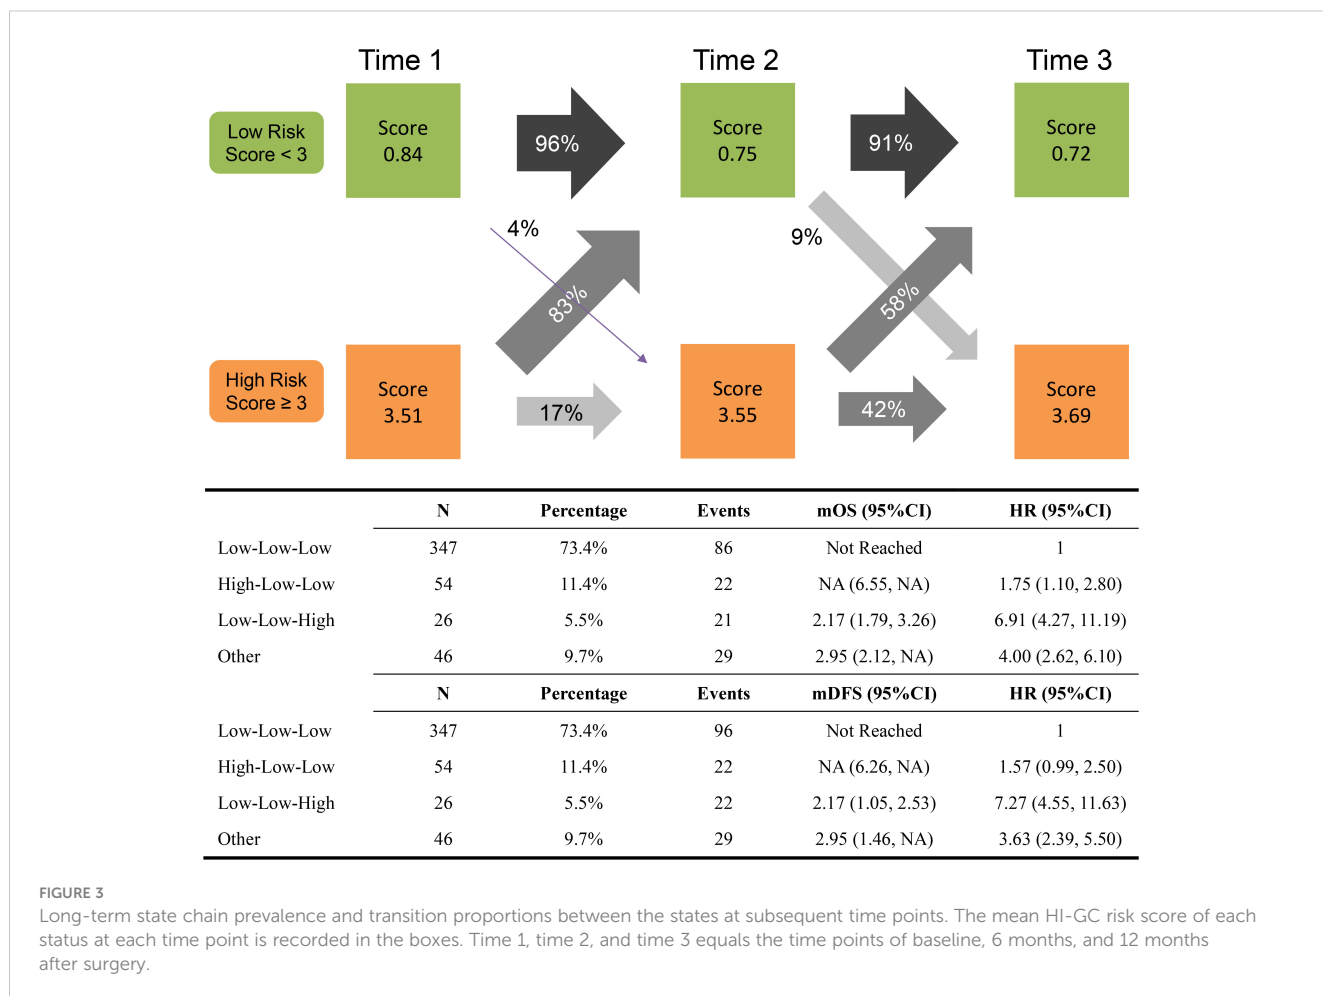 Time 1 Time 2 Time 3
Low Risk
Score < 3
Score
0.84
96%
Score
0.75
91%
Score
0.72
4%
83%
9%
58%
High Risk
Score ≥ 3
Score
3.51
17%
Score
3.55
42%
Score
3.69
N Percentage Events mOS (95%CI) HR (95%CI)
Low-Low-Low 347 73.4% 86 Not Reached 1
High-Low-Low 54 11.4% 22 NA (6.55, NA) 1.75 (1.10, 2.80)
Low-Low-High 26 5.5% 21 2.17 (1.79, 3.26) 6.91 (4.27, 11.19)
Other 46 9.7% 29 2.95 (2.12, NA) 4.00 (2.62, 6.10)
N Percentage Events mDFS (95%CI) HR (95%CI)
Low-Low-Low 347 73.4% 96 Not Reached 1
High-Low-Low 54 11.4% 22 NA (6.26, NA) 1.57 (0.99, 2.50)
Low-Low-High 26 5.5% 22 2.17 (1.05, 2.53) 7.27 (4.55, 11.63)
Other 46 9.7% 29 2.95 (1.46, NA) 3.63 (2.39, 5.50)
FIGURE 3
Long-term state chain prevalence and transition proportions between the states at subsequent time points. The mean HI-GC risk score of each
status at each time point is recorded in the boxes. Time 1, time 2, and time 3 equals the time points of baseline, 6 months, and 12 months
after surgery.